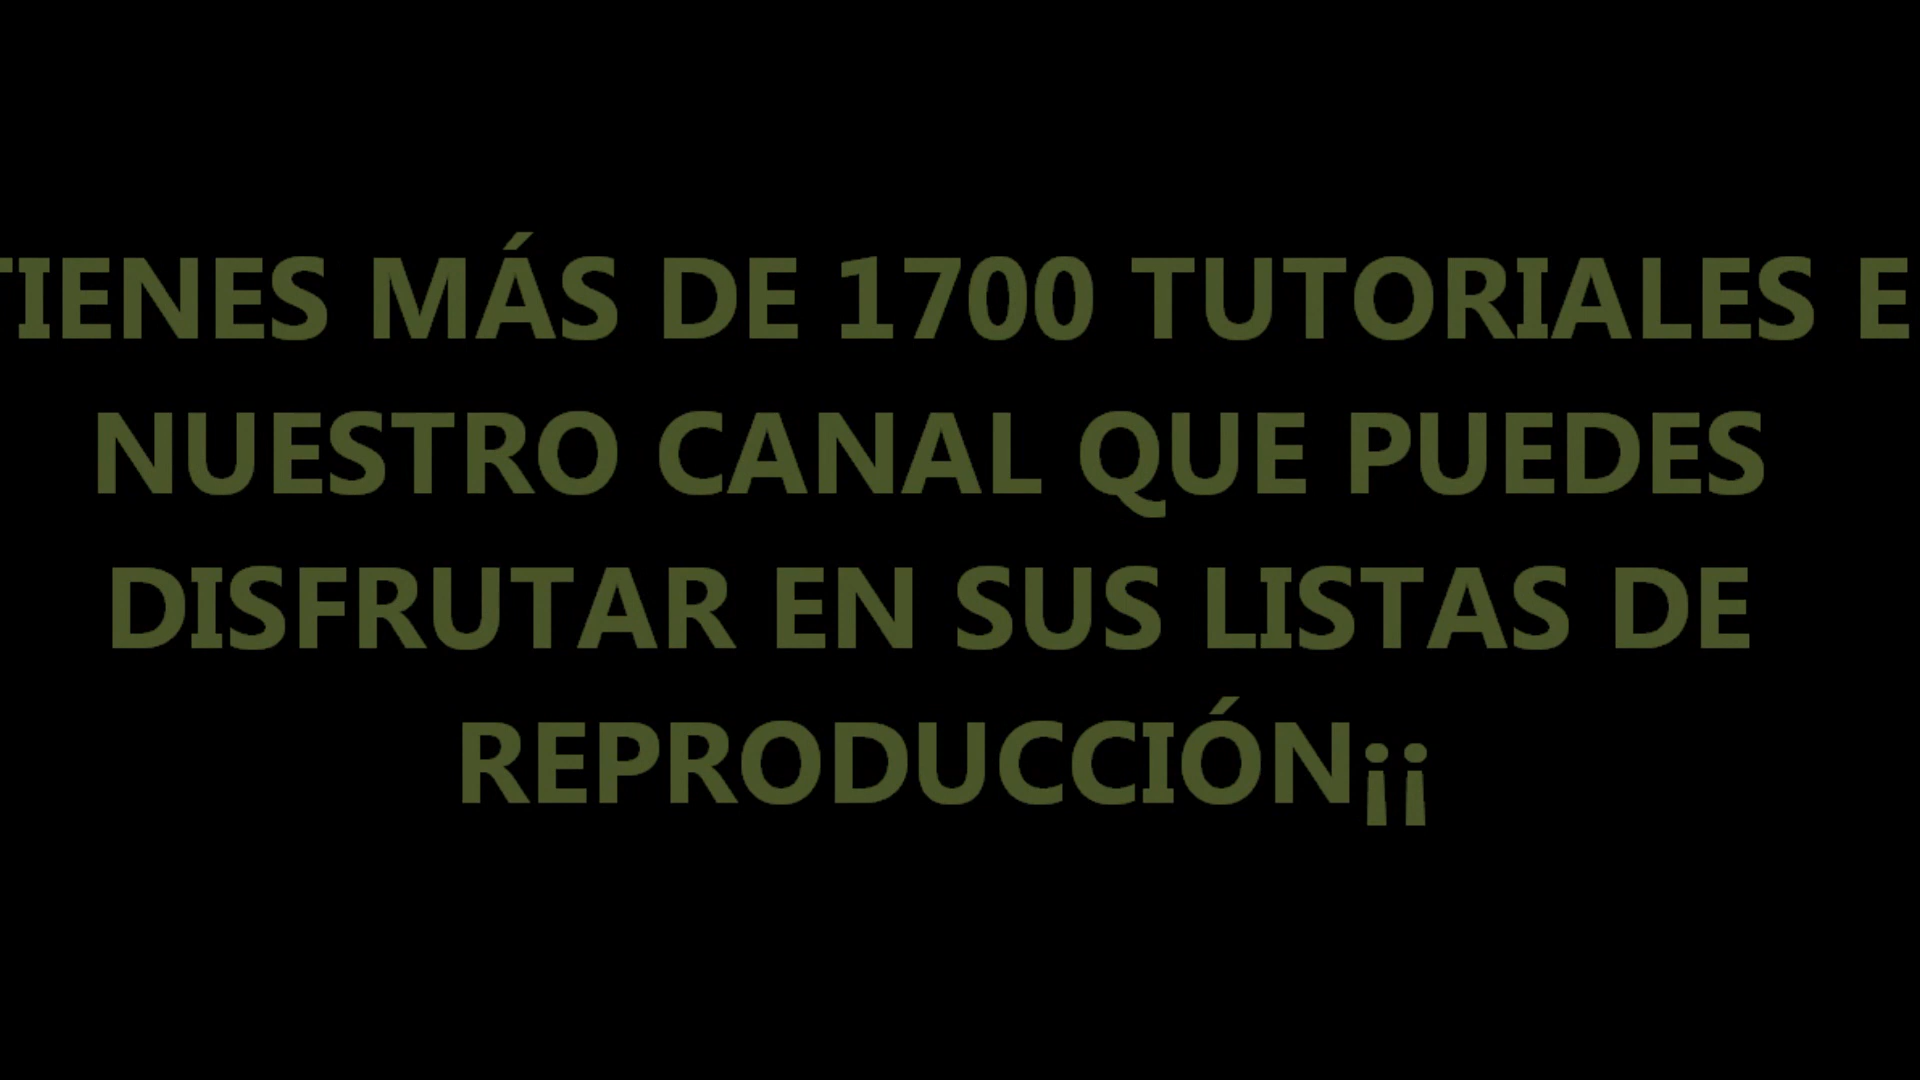 TIENES MÁS DE 1700 TUTORIALES E
NUESTRO CANAL QUE PUEDES
DISFRUTAR EN SUS LISTAS DE
REPRODUCCIÓN¡¡